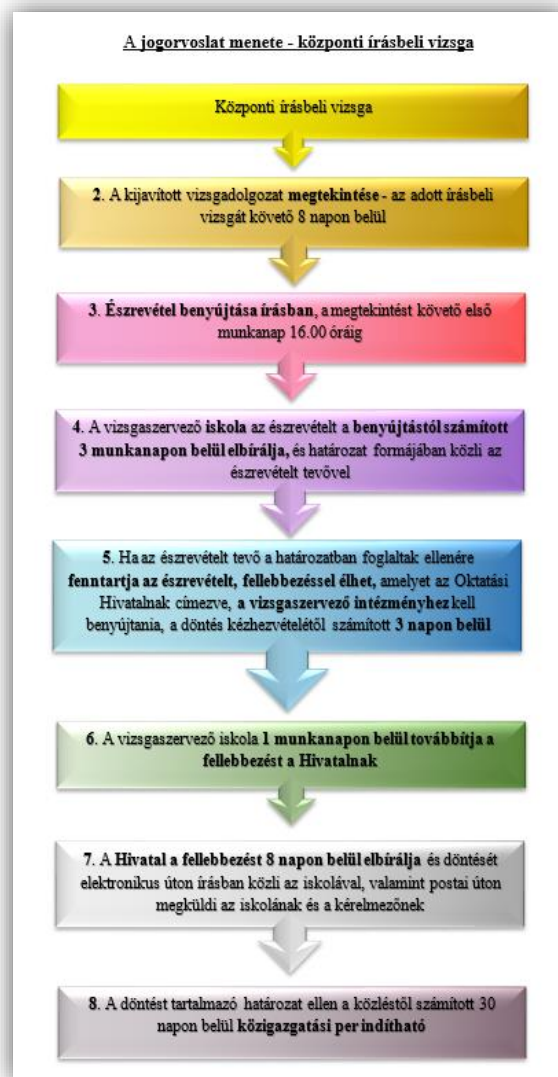 A jogorvoslat menete - központi írásbeli vizsga
Központi írásbeli vizsga
2. A kijavított vizsgadolgozat megtekintése - az adott írásbeli
vizsgát követő 8 napon belül
3. Észrevétel benyújtása írásban, a megtekintést követő első
munkanap 16.00 óráig
4. A vizsgaszervező iskola az észrevételt a benyújtástól számított
3 munkanapon belül elbírálja, és határozat formájában közli az
észrevételt tevővel
5. Ha az észrevételt tevő a határozatban foglaltak ellenére
fenntartja az észrevételt, fellebbezéssel élhet, amelyet az Oktatási
Hivatalnak címezve, a vizsgaszervező intézményhez kell
benyújtania, a döntés kézhezvételétől számított 3 napon belül
6. A vizsgaszervező iskola 1 munkanapon belül továbbítja a
fellebbezést a Hivatalnak
7. A Hivatal a fellebbezést 8 napon belül elbírálja és döntését
elektronikus úton írásban közli az iskolával, valamint postai úton
megküldi az iskolának és a kérelmezőnek
8. A döntést tartalmazó határozat ellen a közléstől számított 30
napon belül közigazgatási per indítható